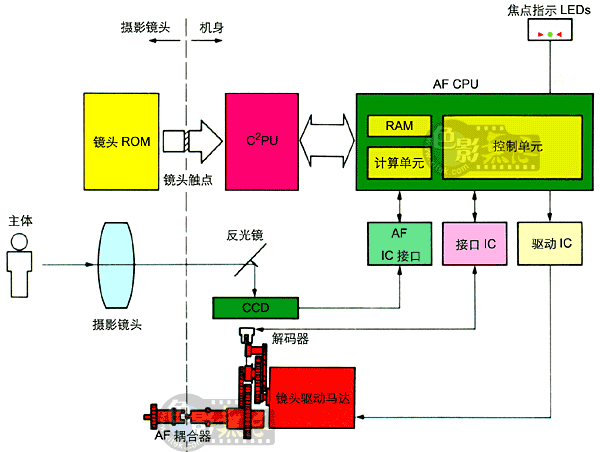 焦点指示 LEDs
摄影镜头
机身
AF CPU
镜头 ROM
C²PU
RAM
计算单元
控制单元
镜头触点
主体
反光镜
AF
IC 接口
接口 IC
驱动 IC
CCD
摄影镜头
解码器
镜头驱动马达
AF 耦合器